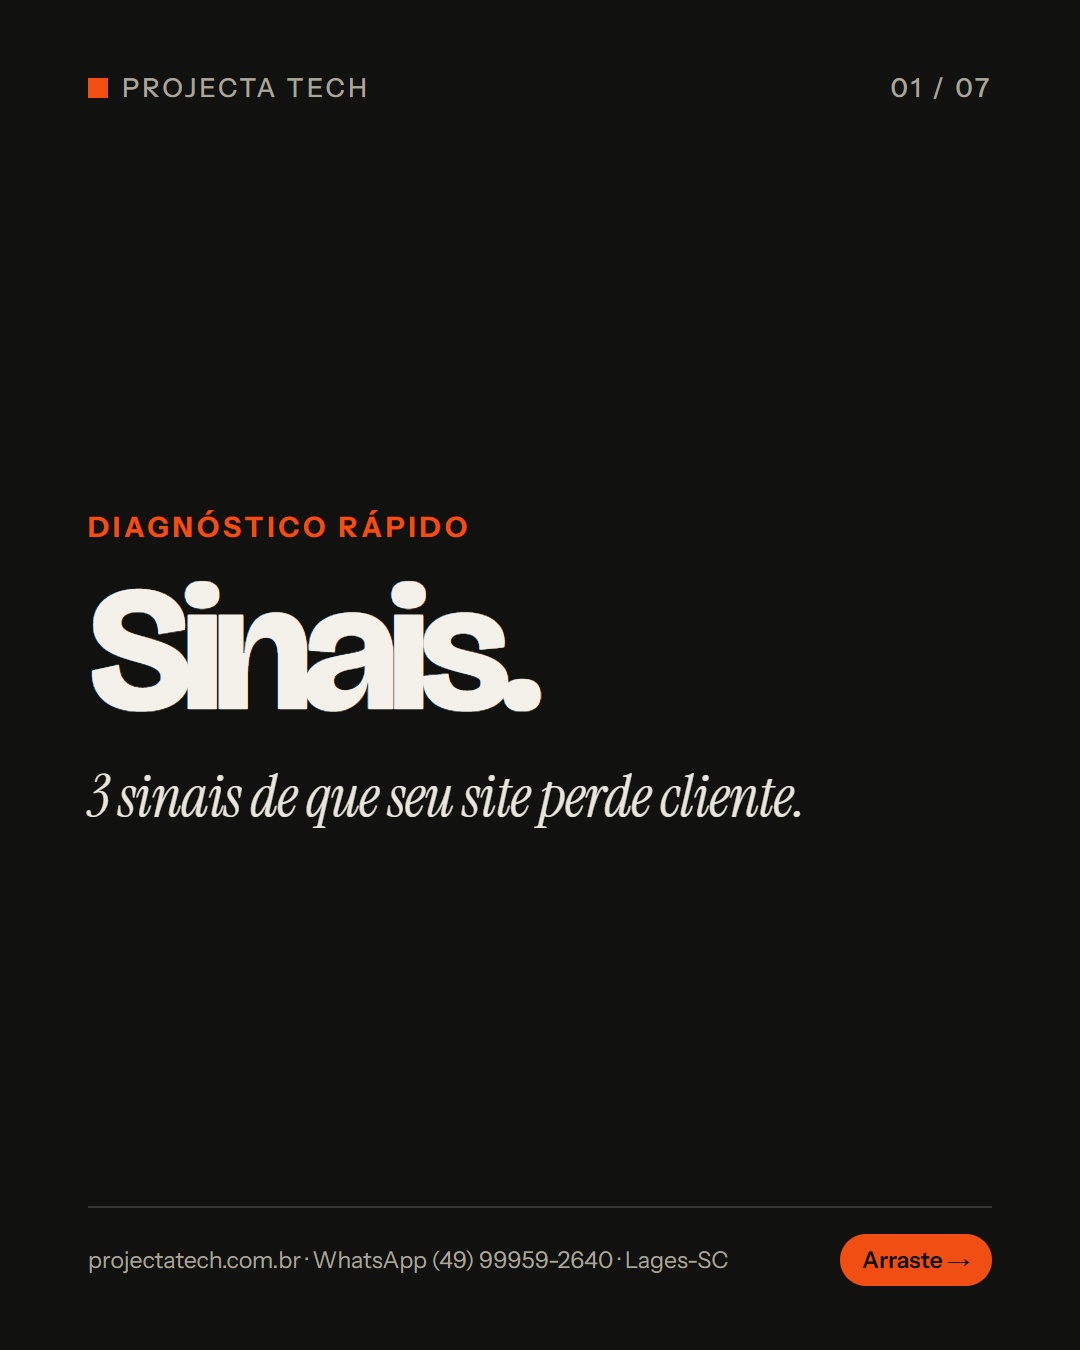 PROJECTA TECH
01 / 07
DIAGNÓSTICO RÁPIDO
Sinais.
3 sinais de que seu site perde cliente.
projectatech.com.br · WhatsApp (49) 99959-2640 · Lages-SC
Arraste →